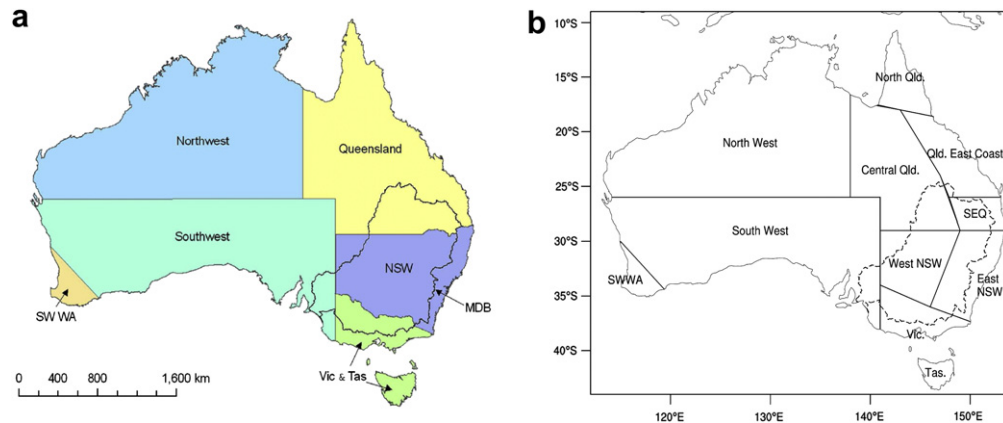 a
Northwest
Queensland
Southwest
NSW
SW WA
MDB
Vic & Tas
0 400 800 1,600 km
b
10°S
15°S
20°S
25°S
30°S
35°S
40°S
North Qld.
North West
Qld. East Coast
Central Qld.
SEQ
South West
West NSW
SWWA
East
NSW
Vic.
Tas.
120°E 130°E 140°E 150°E